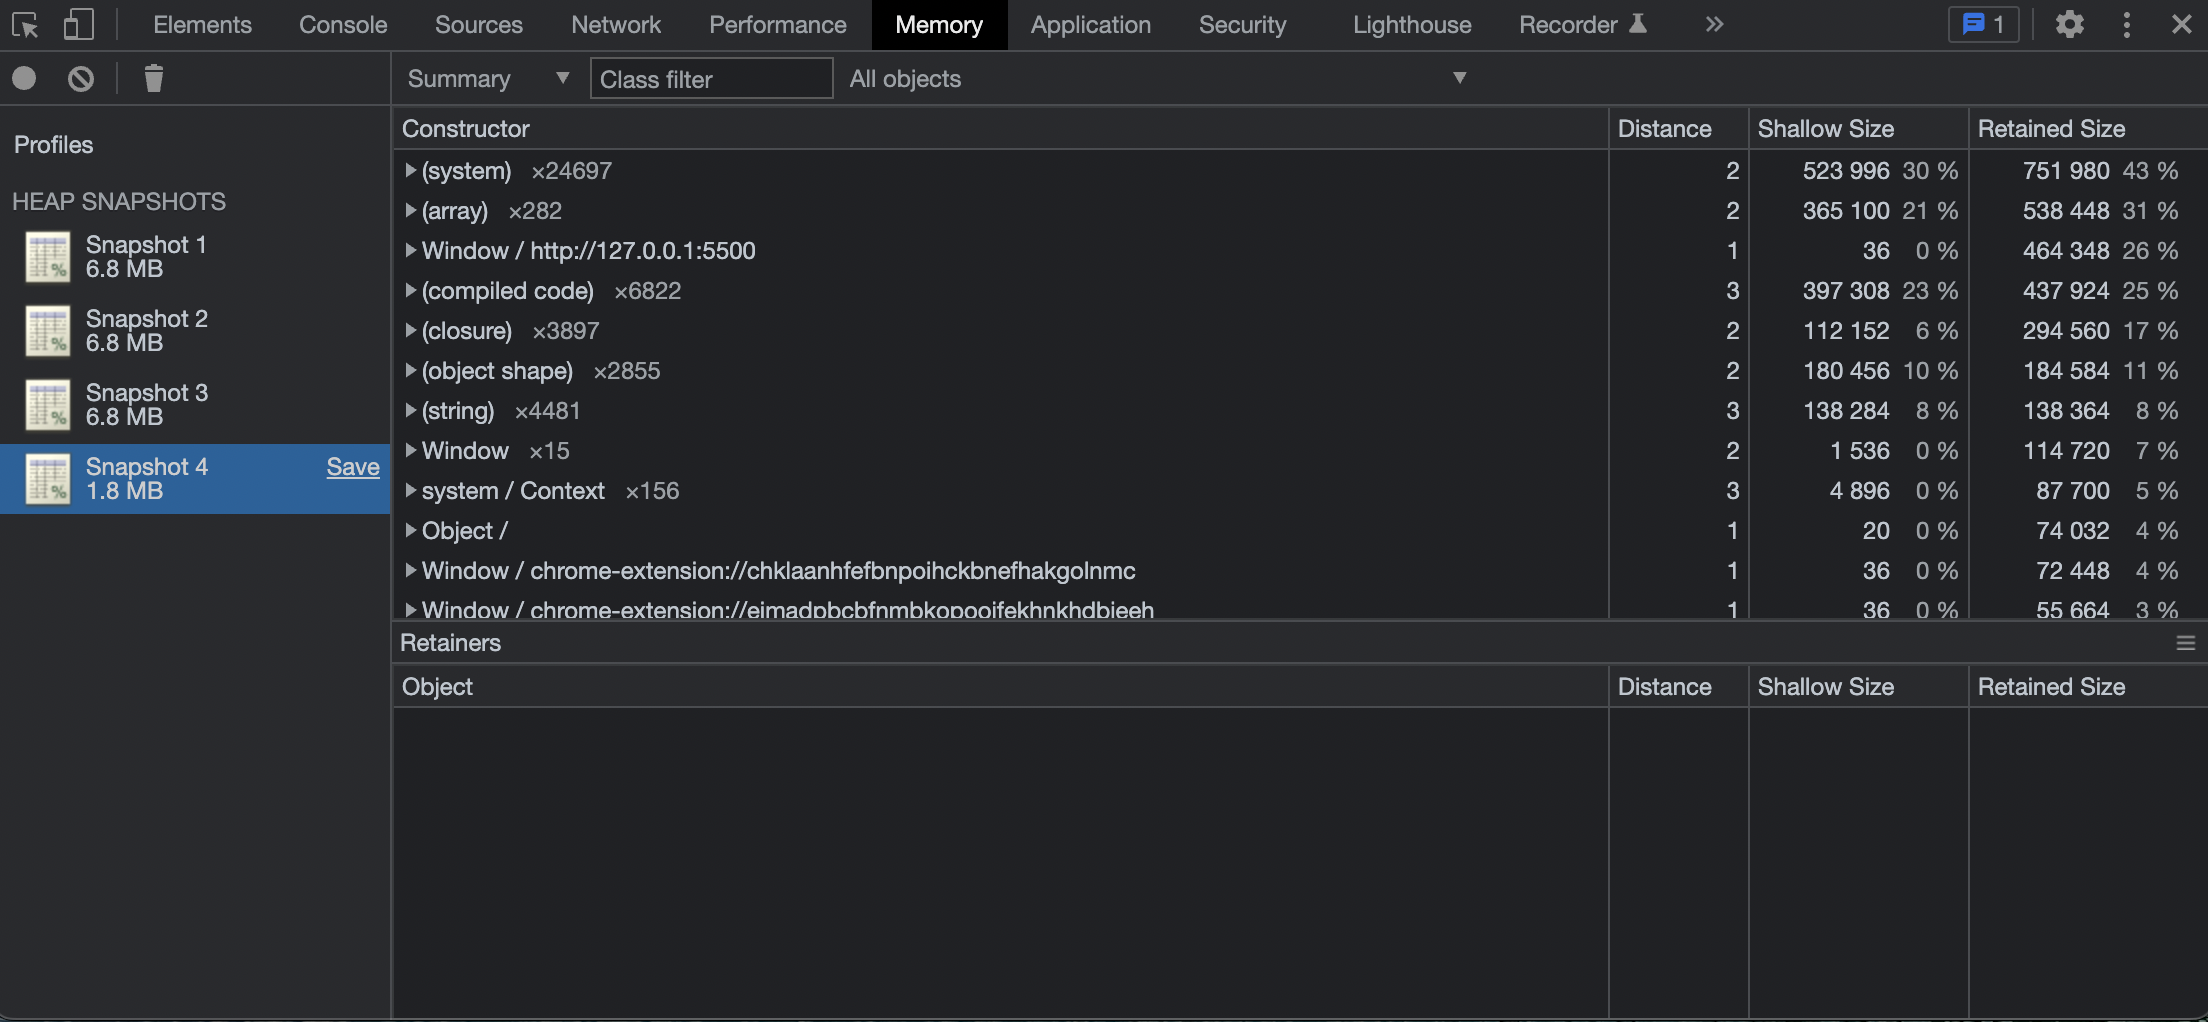 Elements Console Sources Network Performance Memory Application Security Lighthouse Recorder » 1
Summary ▼ Class filter All objects ▼
Profiles
HEAP SNAPSHOTS
Snapshot 1
6.8 MB
Snapshot 2
6.8 MB
Snapshot 3
6.8 MB
Snapshot 4 Save
1.8 MB
Constructor Distance Shallow Size Retained Size
(system) ×24697 2 523 996 30 % 751 980 43 %
(array) ×282 2 365 100 21 % 538 448 31 %
Window / http://127.0.0.1:5500 1 36 0 % 464 348 26 %
(compiled code) ×6822 3 397 308 23 % 437 924 25 %
(closure) ×3897 2 112 152 6 % 294 560 17 %
(object shape) ×2855 2 180 456 10 % 184 584 11 %
(string) ×4481 3 138 284 8 % 138 364 8 %
Window ×15 2 1 536 0 % 114 720 7 %
system / Context ×156 3 4 896 0 % 87 700 5 %
Object / 1 20 0 % 74 032 4 %
Window / chrome-extension://chklaanhfefbnpoihckbnefhakgolnmc 1 36 0 % 72 448 4 %
Window / chrome-extension://eimadpbcbfnmbkopoojfekhnkhdbieeh 1 36 0 % 55 664 3 %
Retainers
Object Distance Shallow Size Retained Size